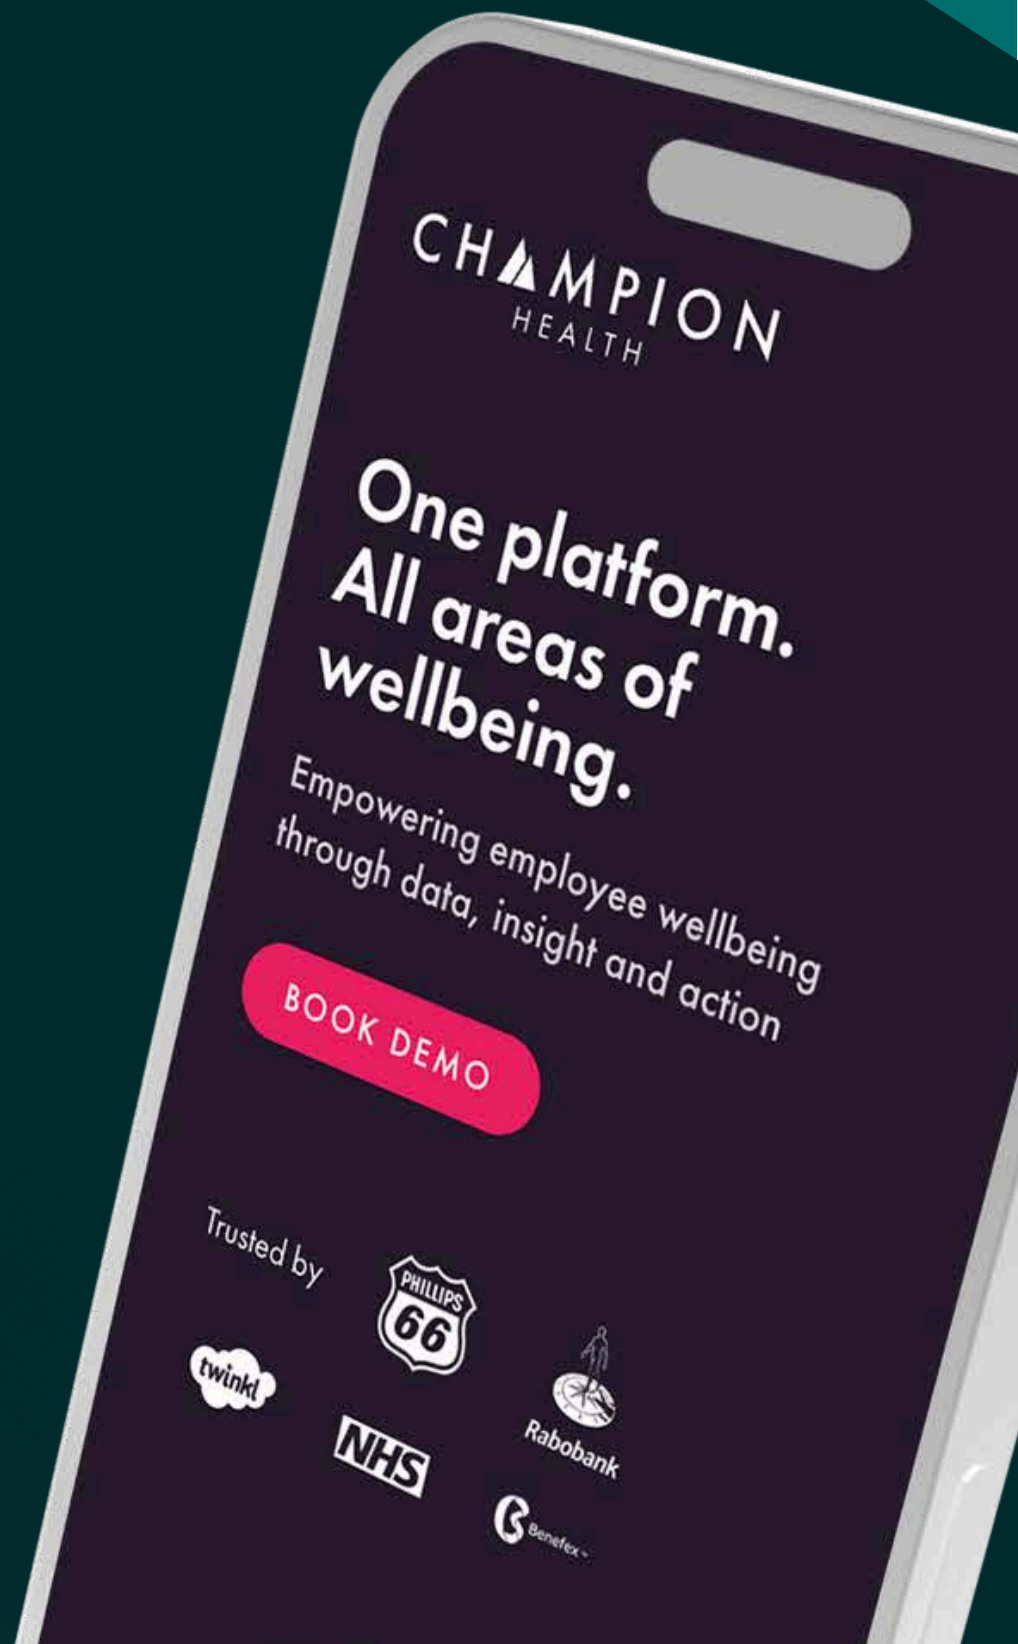 CHAMPION
HEALTH
One platform.
All areas of
wellbeing.
Empowering employee wellbeing
through data, insight and action
BOOK DEMO
Trusted by
PHILLIPS
66
twinkl
Rabobank
NHS
Benefex™